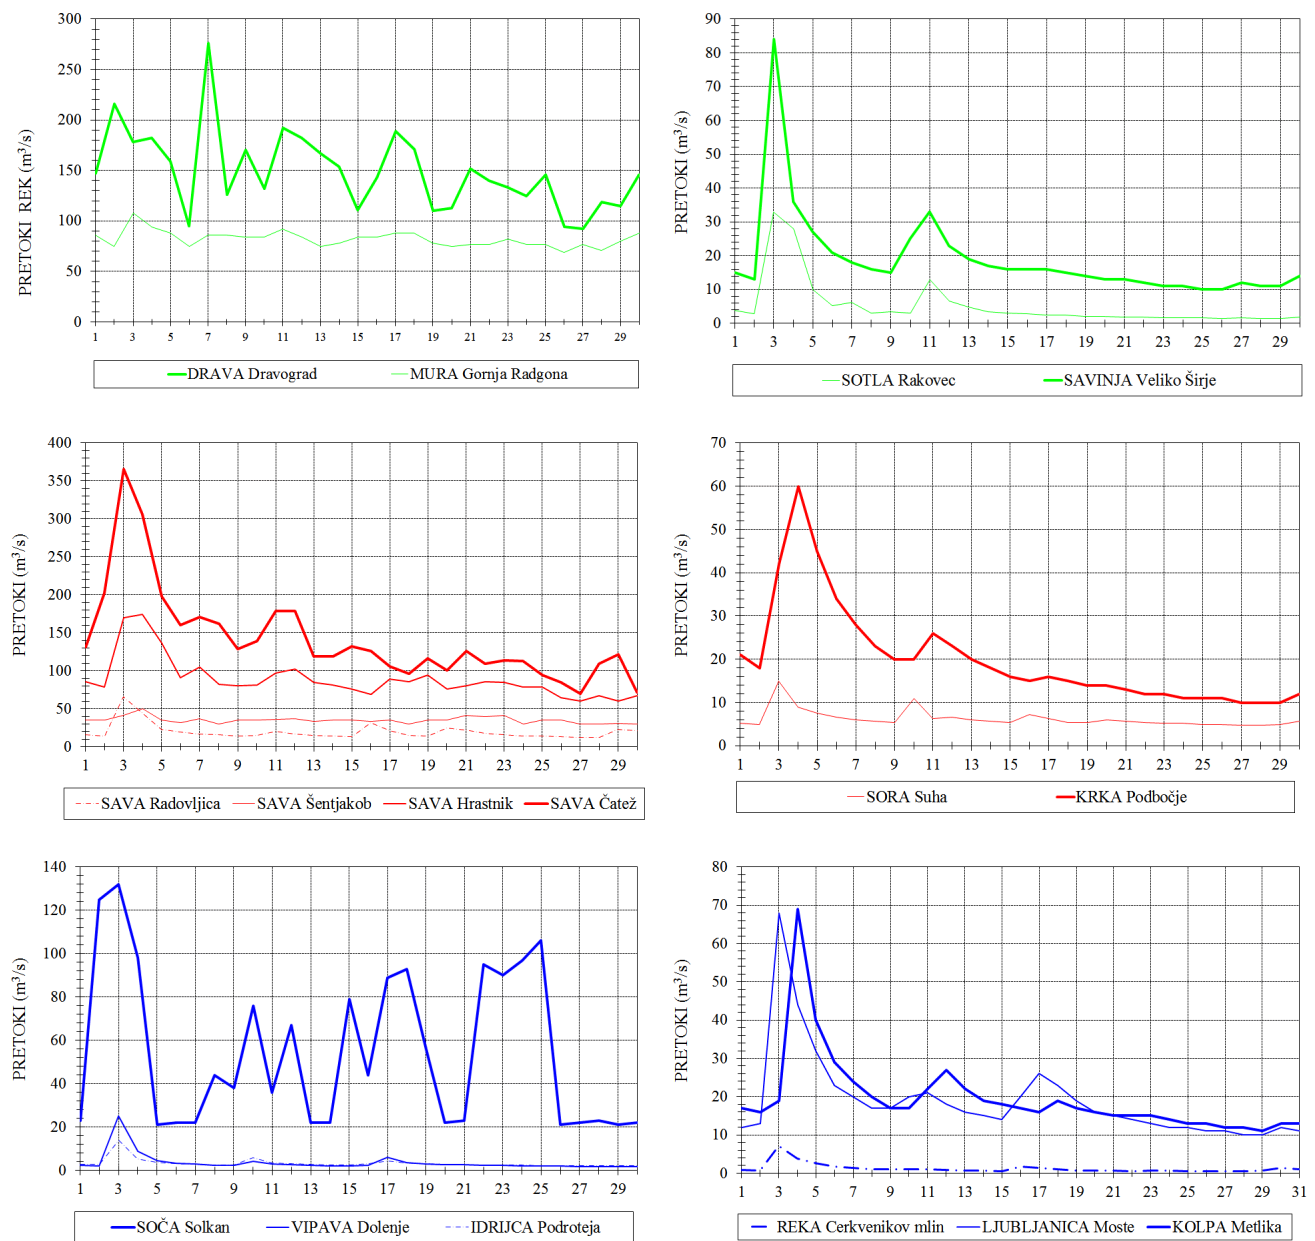 PRETOKI REK (m³/s)
300
250
200
150
100
50
0
1 3 5 7 9 11 13 15 17 19 21 23 25 27 29
DRAVA Dravograd MURA Gornja Radgona
PRETOKI (m³/s)
90
80
70
60
50
40
30
20
10
0
1 3 5 7 9 11 13 15 17 19 21 23 25 27 29
SOTLA Rakovec SAVINJA Veliko Širje
PRETOKI (m³/s)
400
350
300
250
200
150
100
50
0
1 3 5 7 9 11 13 15 17 19 21 23 25 27 29
SAVA Radovljica SAVA Šentjakob SAVA Hrastnik SAVA Čatež
PRETOKI (m³/s)
70
60
50
40
30
20
10
0
1 3 5 7 9 11 13 15 17 19 21 23 25 27 29
SORA Suha KRKA Podbočje
PRETOKI (m³/s)
140
120
100
80
60
40
20
0
1 3 5 7 9 11 13 15 17 19 21 23 25 27 29
SOČA Solkan VIPAVA Dolenje IDRIJCA Podroteja
PRETOKI (m³/s)
80
70
60
50
40
30
20
10
0
1 3 5 7 9 11 13 15 17 19 21 23 25 27 29 31
REKA Cerkvenikov mlin LJUBLJANICA Moste KOLPA Metlika